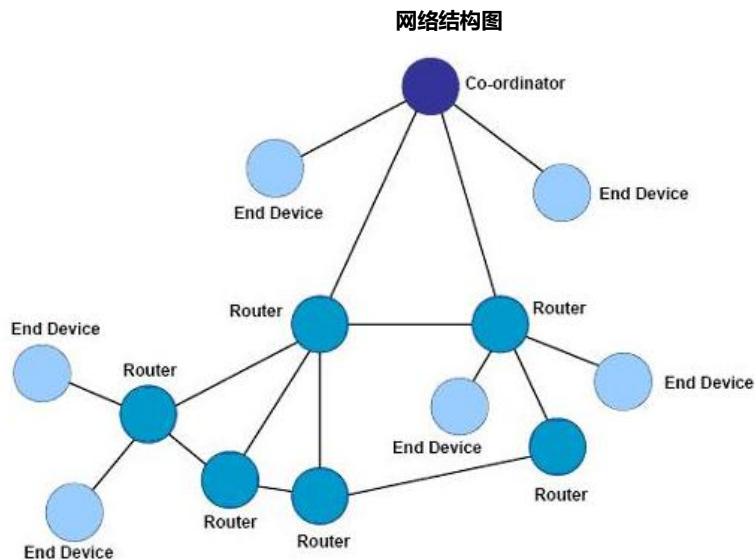 网络结构图
Co-ordinator
End Device
End Device
Router
Router
End Device
Router
End Device
End Device
Router
Router
Router
End Device